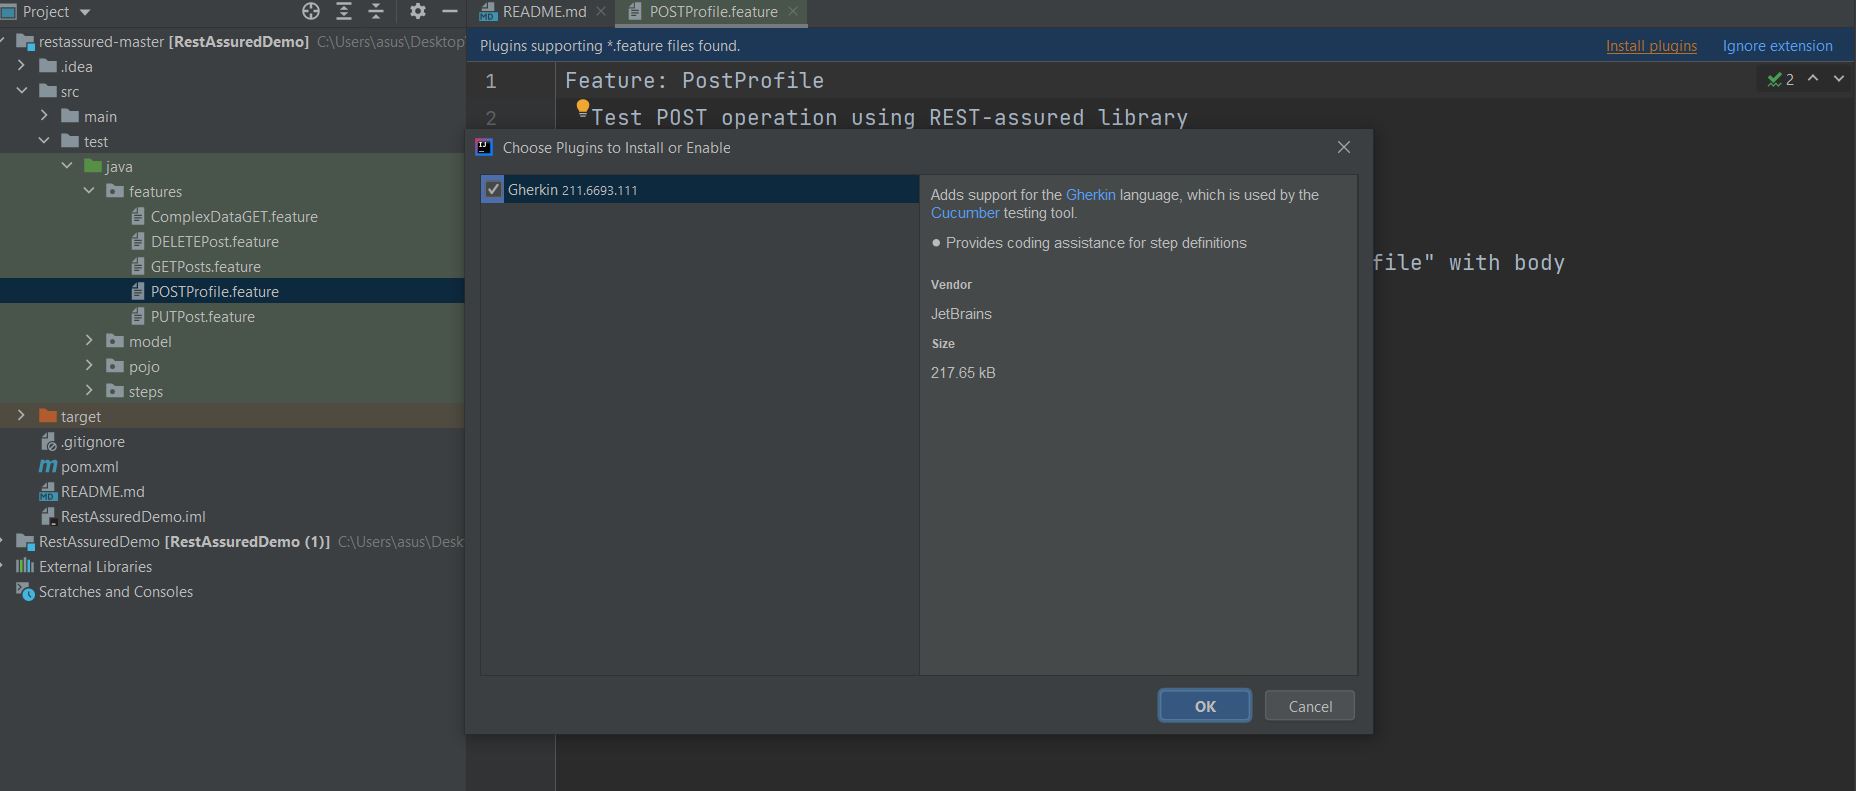 Project
README.md
POSTProfile.feature
restassured-master [RestAssuredDemo] C:\Users\asus\Desktop\
.idea
src
main
test
java
features
ComplexDataGET.feature
DELETEPost.feature
GETPosts.feature
POSTProfile.feature
PUTPost.feature
model
pojo
steps
target
.gitignore
pom.xml
README.md
RestAssuredDemo.iml
RestAssuredDemo [RestAssuredDemo (1)] C:\Users\asus\Desk
External Libraries
Scratches and Consoles
Plugins supporting *.feature files found.
Install plugins
Ignore extension
1 Feature: PostProfile
2
2 Test POST operation using REST-assured library
file" with body
Choose Plugins to Install or Enable
Gherkin 211.6693.111
Adds support for the Gherkin language, which is used by the
Cucumber testing tool.
● Provides coding assistance for step definitions
Vendor
JetBrains
Size
217.65 kB
OK
Cancel